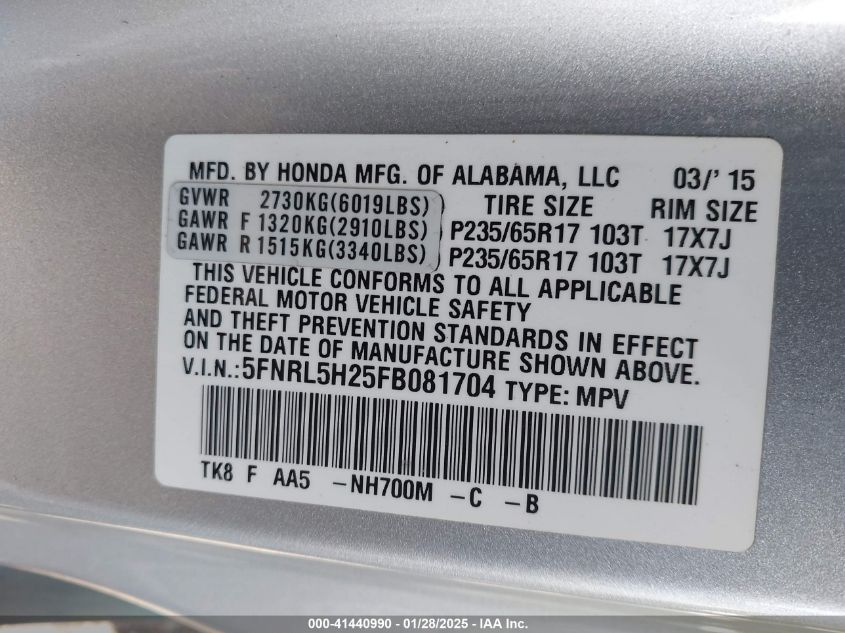 MFD. BY HONDA MFG. OF ALABAMA, LLC 03/' 15
GVWR 2730KG(6019LBS) TIRE SIZE RIM SIZE
GAWR F 1320KG(2910LBS) P235/65R17 103T 17X7J
GAWR R 1515KG(3340LBS) P235/65R17 103T 17X7J
THIS VEHICLE CONFORMS TO ALL APPLICABLE
FEDERAL MOTOR VEHICLE SAFETY
AND THEFT PREVENTION STANDARDS IN EFFECT
ON THE DATE OF MANUFACTURE SHOWN ABOVE.
V.I.N.:5FNRL5H25FB081704 TYPE: MPV
TK8 F AA5 -NH700M -C -B
000-41440990 - 01/28/2025 - IAA Inc.